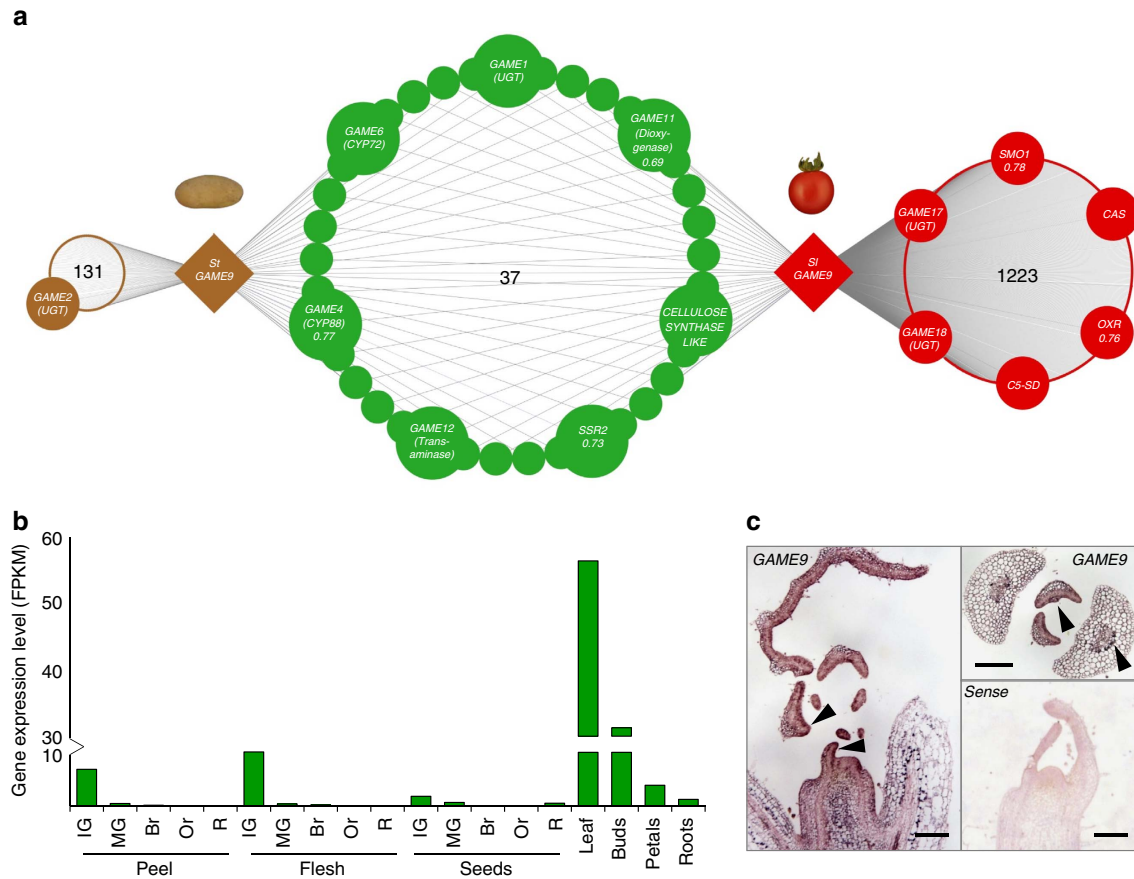 a
GAME1
(UGT)
GAME6
(CYP72)
GAME11
(Dioxy-
genase)
0.69
SMO1
0.78
GAME17
(UGT)
CAS
131
St
GAME9
37
Sl
GAME9
1223
GAME2
(UGT)
GAME4
(CYP88)
0.77
CELLULOSE
SYNTHASE
LIKE
GAME18
(UGT)
OXR
0.76
C5-SD
GAME12
(Trans-
aminase)
SSR2
0.73
b
Gene expression level (FPKM)
60
50
40
30
10
IG
MG
Br
Or
R
IG
MG
Br
Or
R
IG
MG
Br
Or
R
Leaf
Buds
Petals
Roots
Peel
Flesh
Seeds
c
GAME9
GAME9
Sense